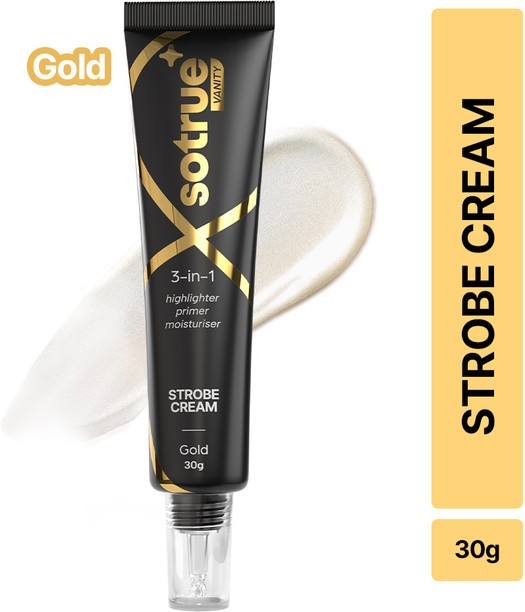 Gold
sotrue
VANITY
3-in-1
highlighter
primer
moisturiser
STROBE
CREAM
Gold
30g
STROBE CREAM
30g